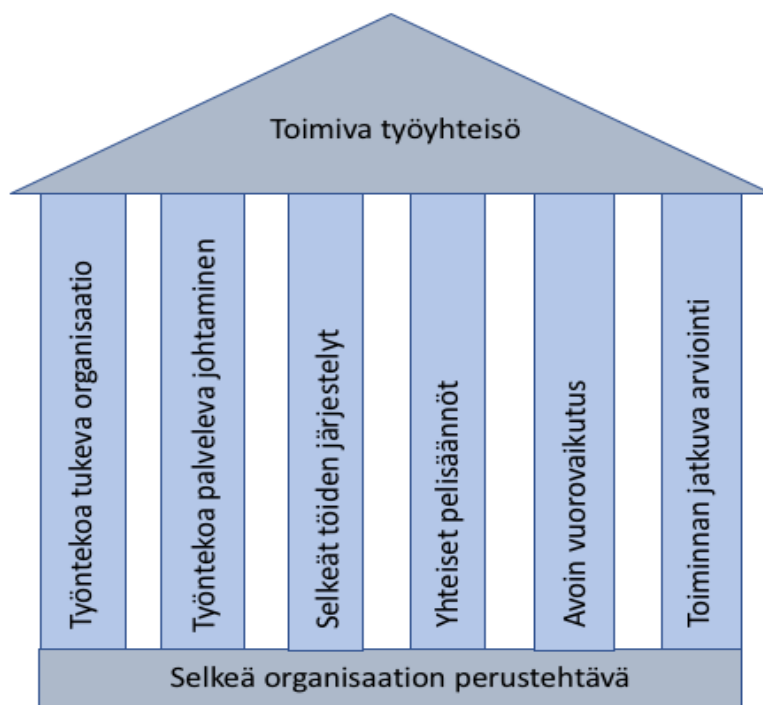 Toimiva työyhteisö
Työntekoa tukeva organisaatio
Työntekoa palveleva johtaminen
Selkeät töiden järjestelyt
Yhteiset pelisäännöt
Avoin vuorovaikutus
Toiminnan jatkuva arviointi
Selkeä organisaation perustehtävä